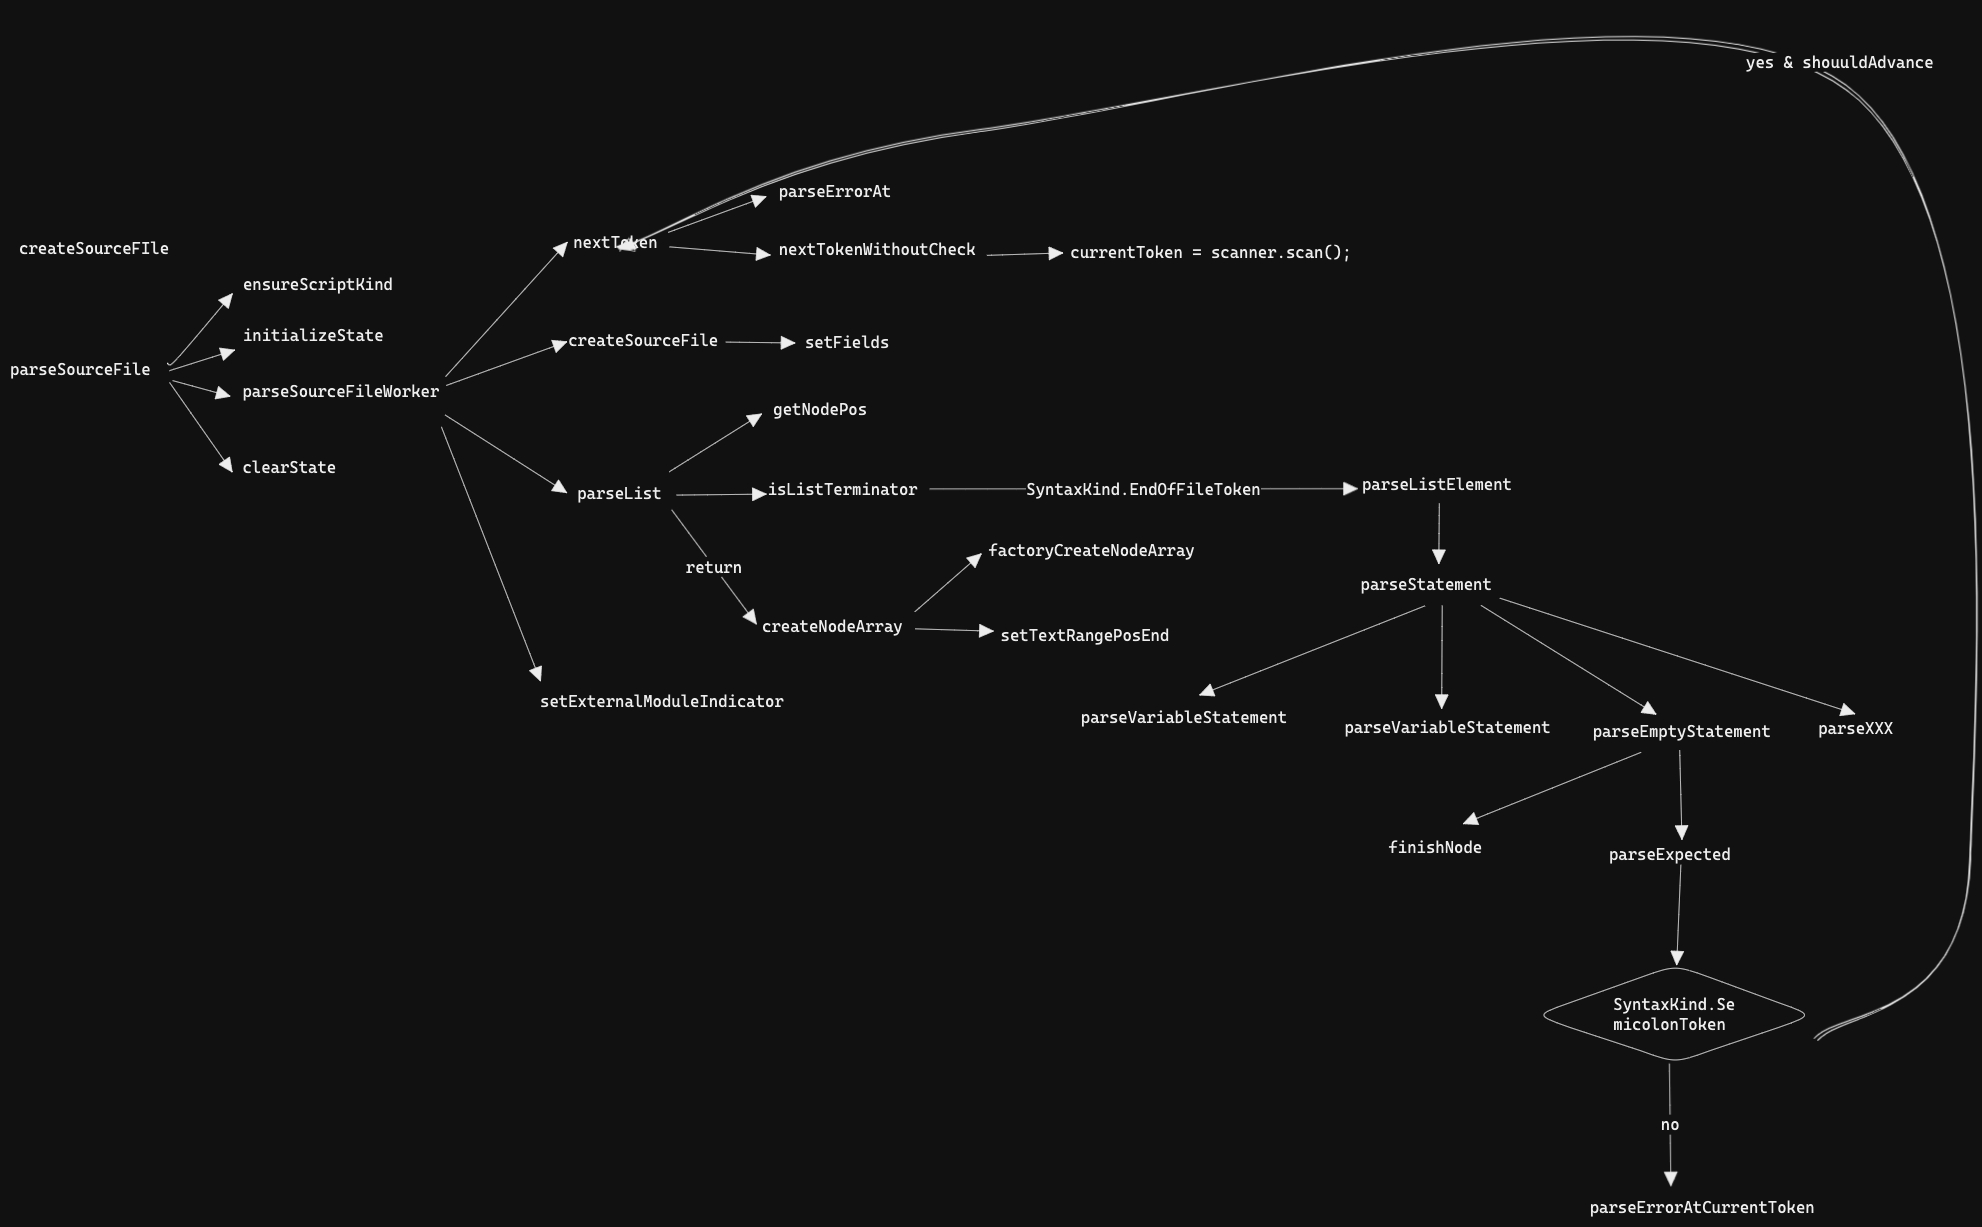 yes & shouuldAdvance
parseErrorAt
nextToken
nextTokenWithoutCheck
currentToken = scanner.scan();
createSourceFIle
ensureScriptKind
initializeState
createSourceFile
setFields
parseSourceFile
parseSourceFileWorker
getNodePos
clearState
parseList
isListTerminator
SyntaxKind.EndOfFileToken
parseListElement
factoryCreateNodeArray
return
parseStatement
createNodeArray
setTextRangePosEnd
setExternalModuleIndicator
parseVariableStatement
parseVariableStatement
parseEmptyStatement
parseXXX
finishNode
parseExpected
SyntaxKind.Se
micolonToken
no
parseErrorAtCurrentToken